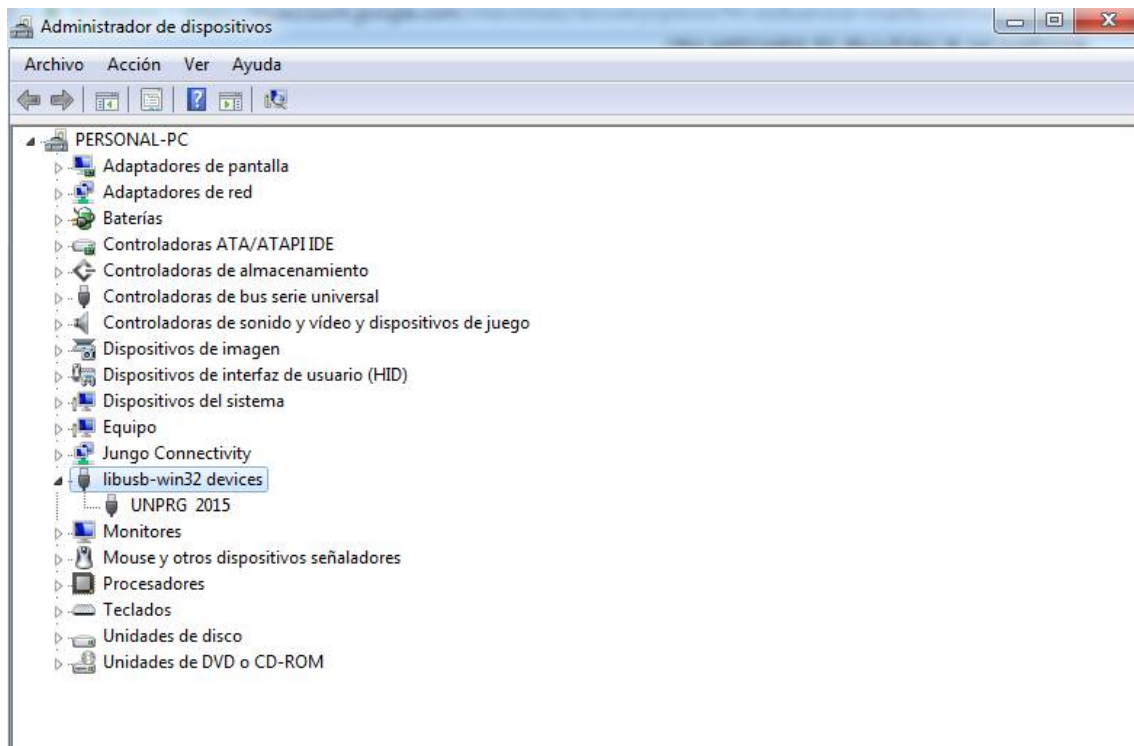 Administrador de dispositivos
Archivo Acción Ver Ayuda
PERSONAL-PC
Adaptadores de pantalla
Adaptadores de red
Baterías
Controladoras ATA/ATAPI IDE
Controladoras de almacenamiento
Controladoras de bus serie universal
Controladoras de sonido y vídeo y dispositivos de juego
Dispositivos de imagen
Dispositivos de interfaz de usuario (HID)
Dispositivos del sistema
Equipo
Jungo Connectivity
libusb-win32 devices
UNPRG 2015
Monitores
Mouse y otros dispositivos señaladores
Procesadores
Teclados
Unidades de disco
Unidades de DVD o CD-ROM